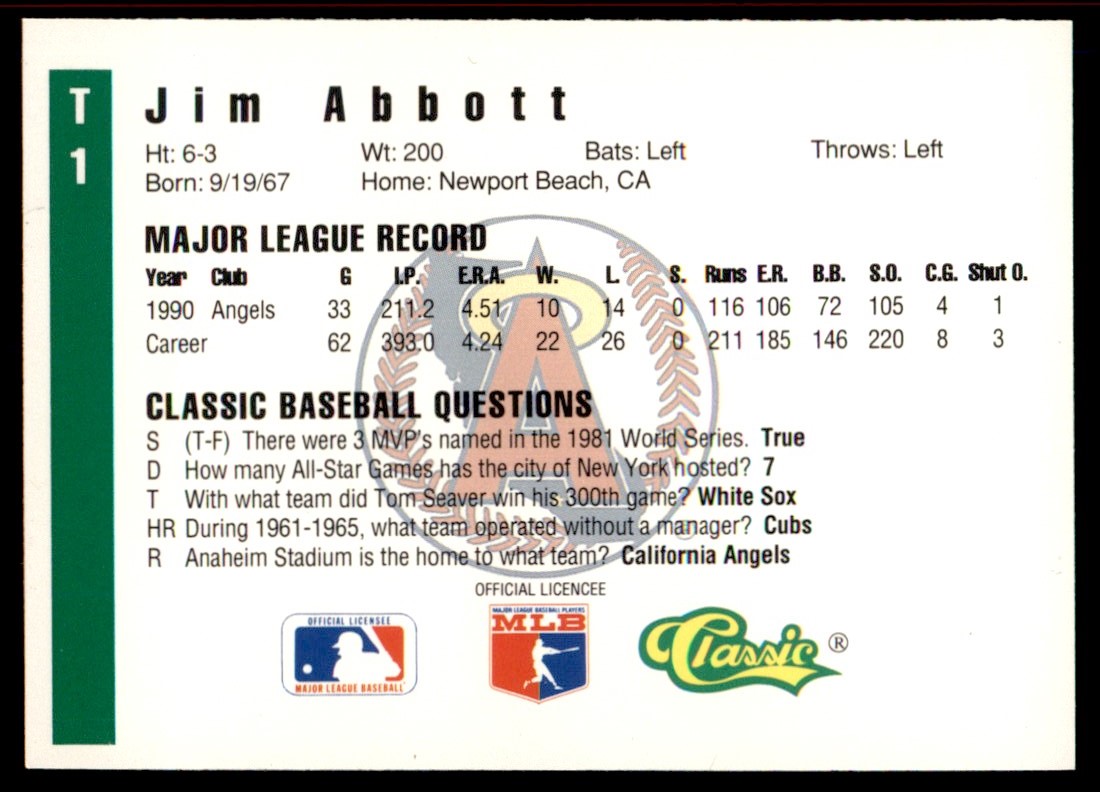 T
1
Jim Abbott
Ht: 6-3 Wt: 200 Bats: Left Throws: Left
Born: 9/19/67 Home: Newport Beach, CA
MAJOR LEAGUE RECORD
Year Club G I.P. E.R.A. W. L. S. Runs E.R. B.B. S.O. C.G. Shut O.
1990 Angels 33 211.2 4.51 10 14 0 116 106 72 105 4 1
Career 62 393.0 4.24 22 26 0 211 185 146 220 8 3
CLASSIC BASEBALL QUESTIONS
S (T-F) There were 3 MVP's named in the 1981 World Series. True
D How many All-Star Games has the city of New York hosted? 7
T With what team did Tom Seaver win his 300th game? White Sox
HR During 1961-1965, what team operated without a manager? Cubs
R Anaheim Stadium is the home to what team? California Angels
OFFICIAL LICENCEE
OFFICIAL LICENSEE
MAJOR LEAGUE BASEBALL
MAJOR LEAGUE BASEBALL PLAYERS
MLB
Classic ®